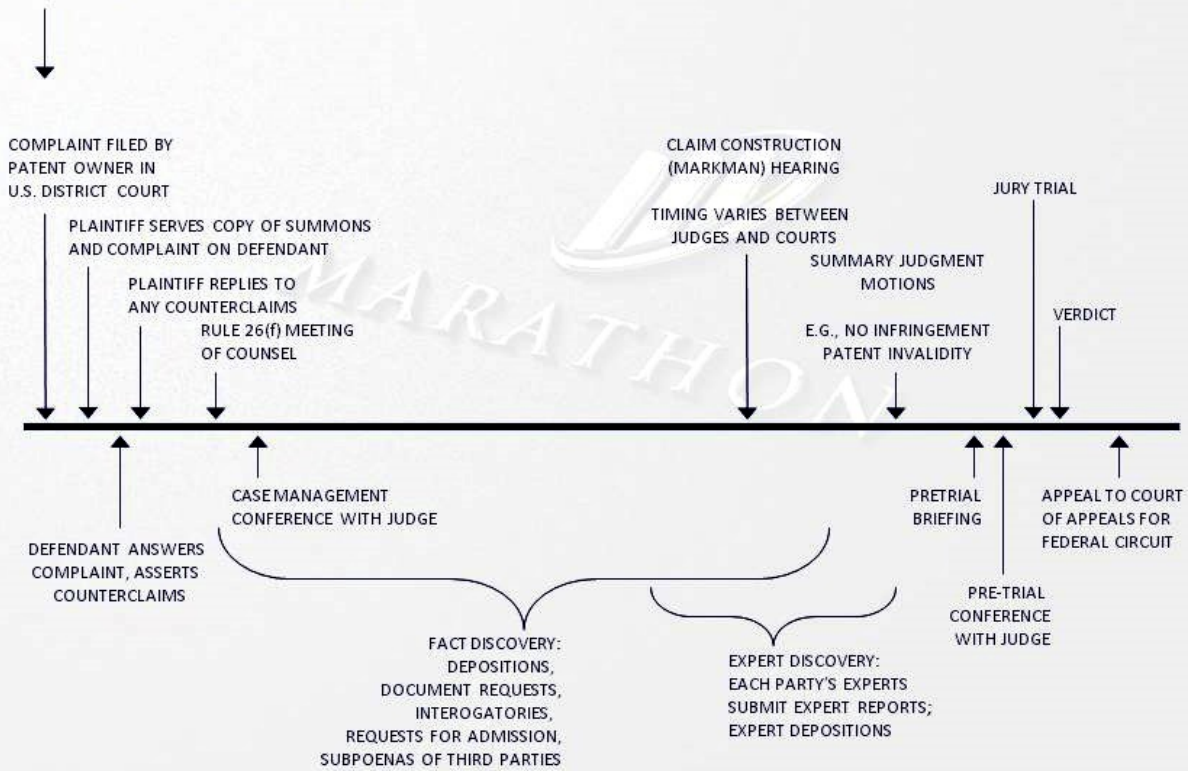 COMPLAINT FILED BY
PATENT OWNER IN
U.S. DISTRICT COURT
PLAINTIFF SERVES COPY OF SUMMONS
AND COMPLAINT ON DEFENDANT
PLAINTIFF REPLIES TO
ANY COUNTERCLAIMS
RULE 26(f) MEETING
OF COUNSEL
CLAIM CONSTRUCTION
(MARKMAN) HEARING
TIMING VARIES BETWEEN
JUDGES AND COURTS
SUMMARY JUDGMENT
MOTIONS
E.G., NO INFRINGEMENT
PATENT INVALIDITY
JURY TRIAL
VERDICT
MARATHON
DEFENDANT ANSWERS
COMPLAINT, ASSERTS
COUNTERCLAIMS
CASE MANAGEMENT
CONFERENCE WITH JUDGE
FACT DISCOVERY:
DEPOSITIONS,
DOCUMENT REQUESTS,
INTEROGATORIES,
REQUESTS FOR ADMISSION,
SUBPOENAS OF THIRD PARTIES
EXPERT DISCOVERY:
EACH PARTY'S EXPERTS
SUBMIT EXPERT REPORTS;
EXPERT DEPOSITIONS
PRETRIAL
BRIEFING
PRE-TRIAL
CONFERENCE
WITH JUDGE
APPEAL TO COURT
OF APPEALS FOR
FEDERAL CIRCUIT